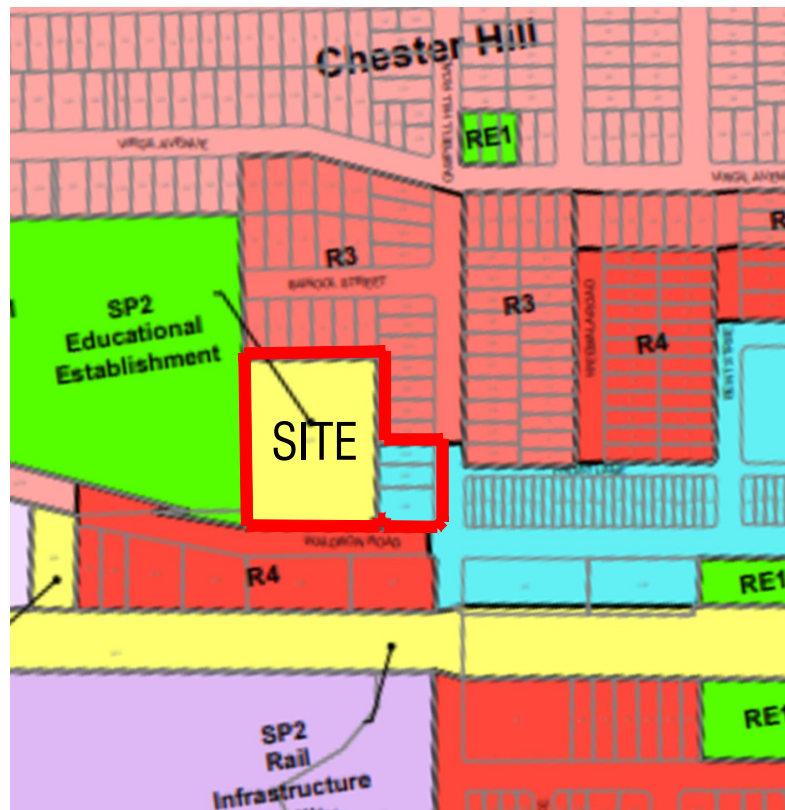 Chester Hill
RE1
VIRGIL AVENUE
VIRGIL AVEN
R3
BAROOL STREET
SP2
Educational
Establishment
R3
R4
R
SITE
WALDRON ROAD
R4
RE1
RE1
SP2
Rail
Infrastructure